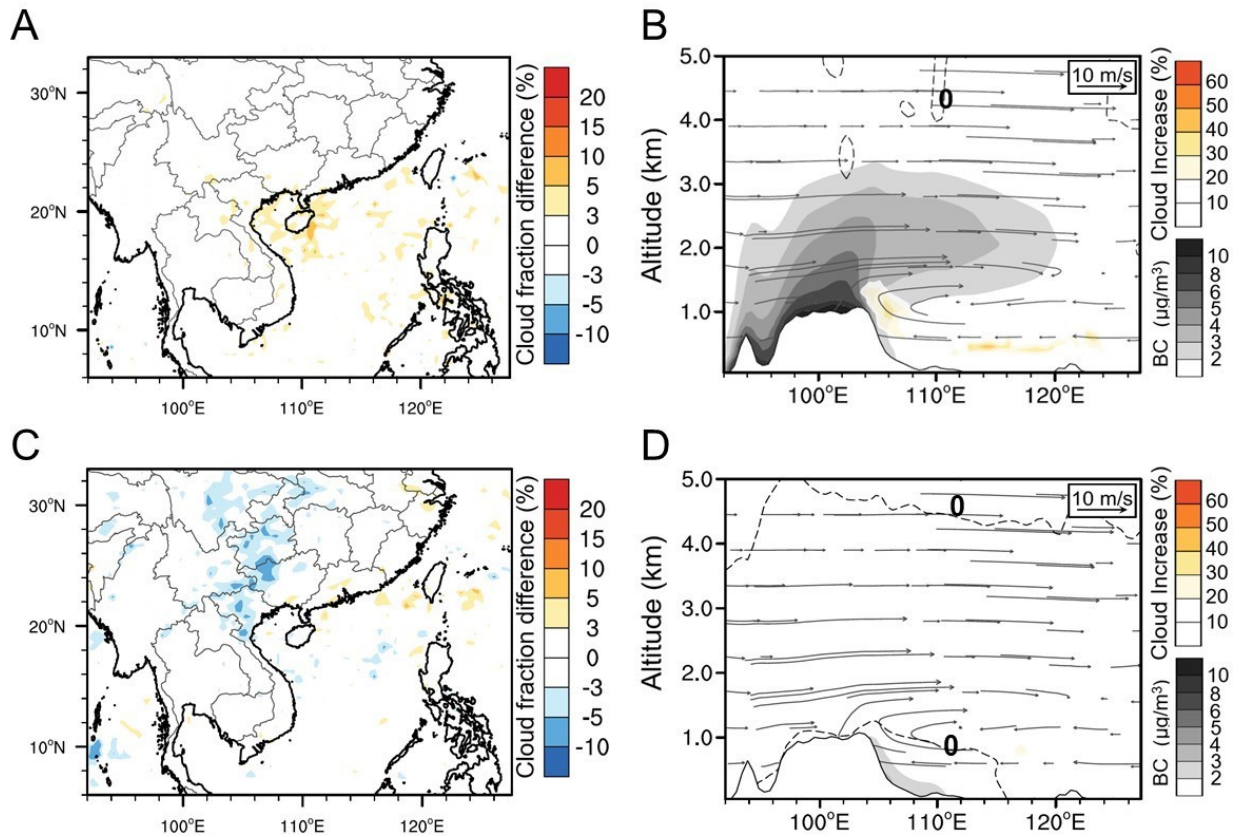 A
30°N
20°N
10°N
100°E
110°E
120°E
Cloud fraction difference (%)
20
15
10
5
3
0
-3
-5
-10
B
Altitude (km)
5.0
4.0
3.0
2.0
1.0
100°E
110°E
120°E
10 m/s
0
Cloud Increase (%)
60
50
40
30
20
10
BC (µg/m³)
10
8
6
5
4
3
2
C
30°N
20°N
10°N
100°E
110°E
120°E
Cloud fraction difference (%)
20
15
10
5
3
0
-3
-5
-10
D
Altitude (km)
5.0
4.0
3.0
2.0
1.0
100°E
110°E
120°E
10 m/s
0
0
Cloud Increase (%)
60
50
40
30
20
10
BC (µg/m³)
10
8
6
5
4
3
2